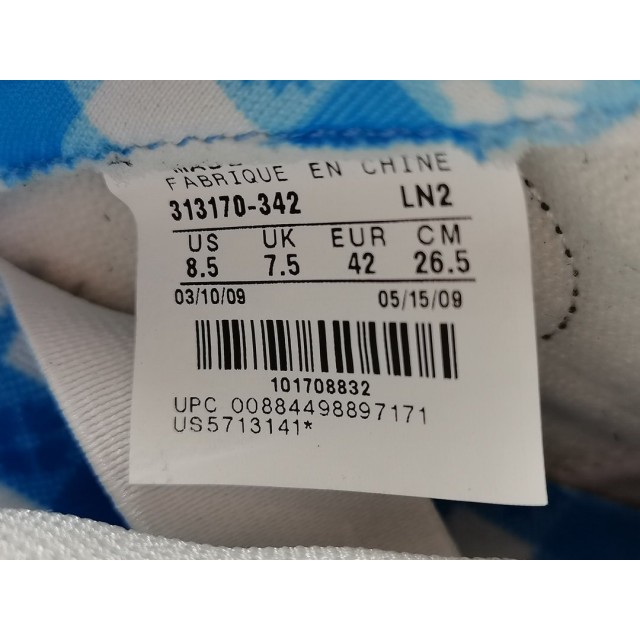 FABRIQUE EN CHINE
313170-342 LN2
US UK EUR CM
8.5 7.5 42 26.5
03/10/09 05/15/09
101708832
UPC 00884498897171
US5713141*